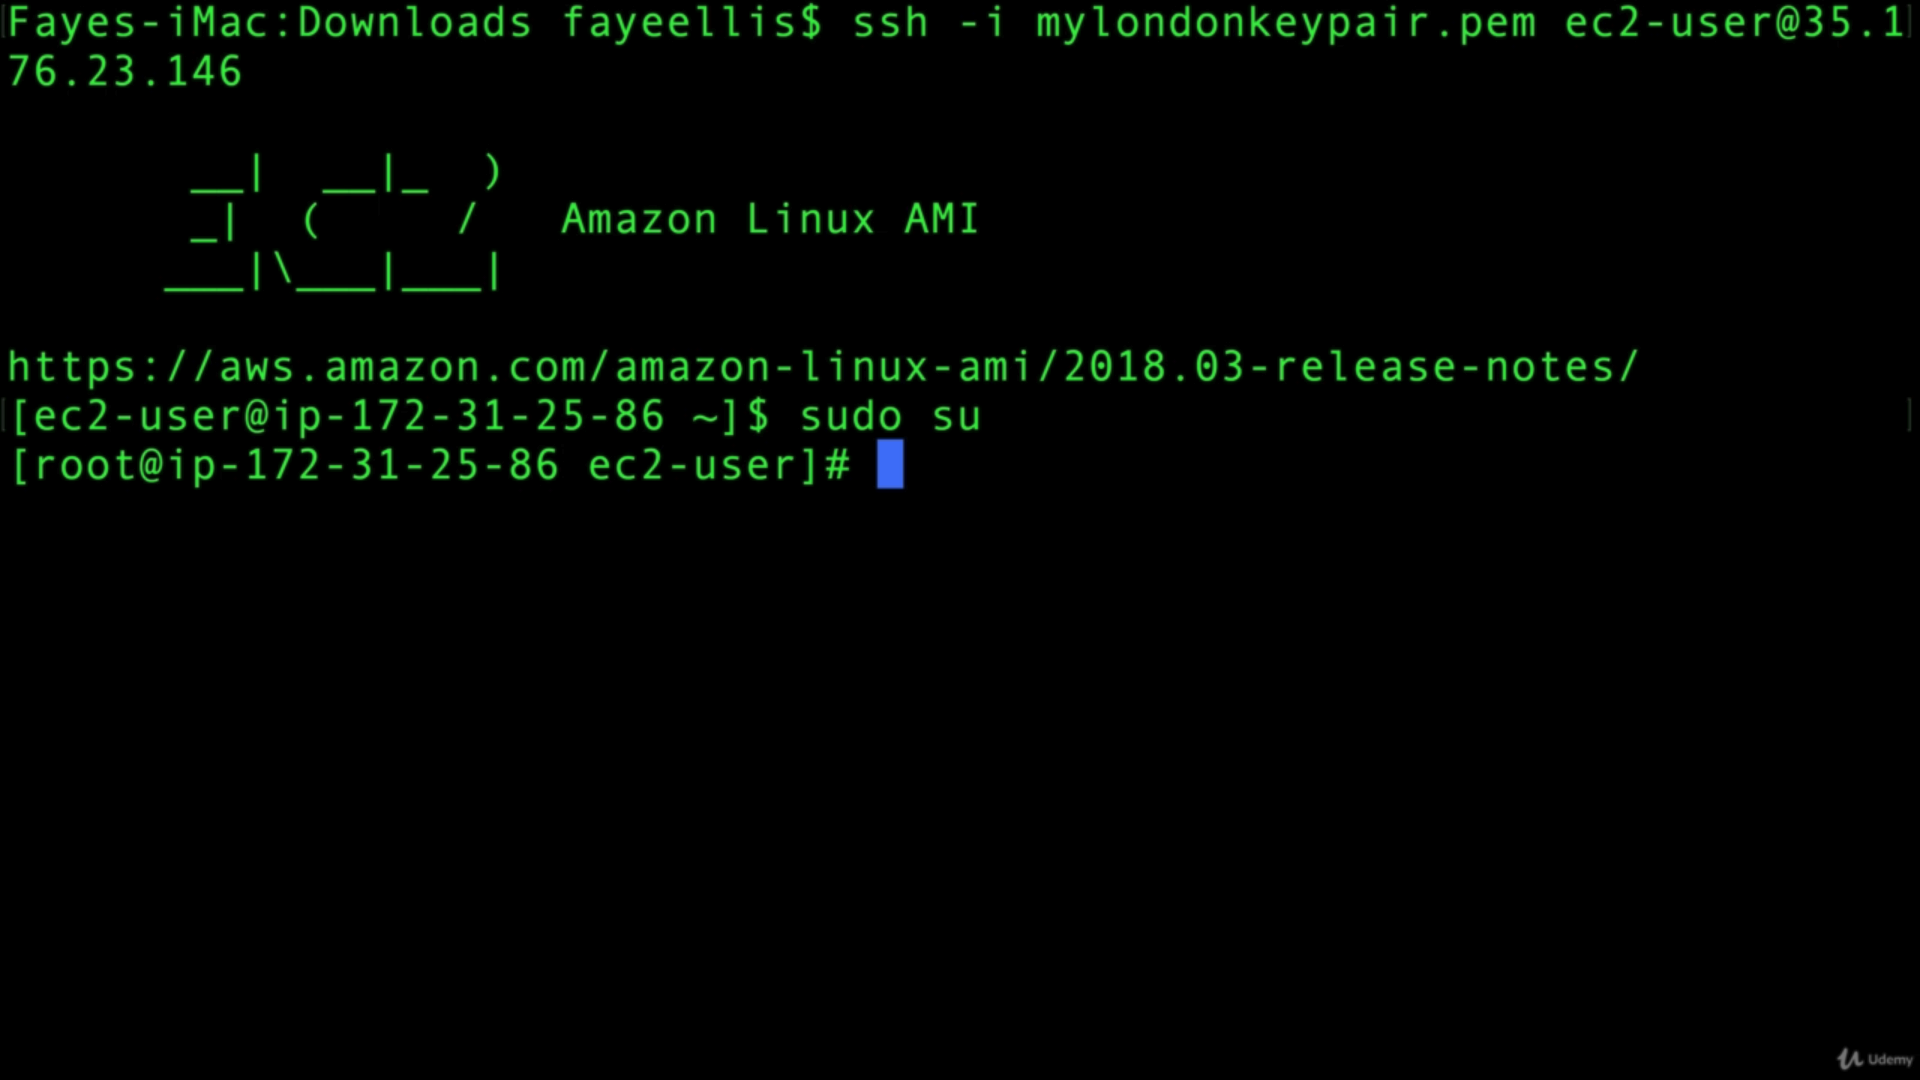 Fayes-iMac:Downloads fayeellis$ ssh -i mylondonkeypair.pem ec2-user@35.1
76.23.146
       __|  __|_  )
       _|  (     /   Amazon Linux AMI
      ___|\___|___|
https://aws.amazon.com/amazon-linux-ami/2018.03-release-notes/
[ec2-user@ip-172-31-25-86 ~]$ sudo su
[root@ip-172-31-25-86 ec2-user]#
Udemy